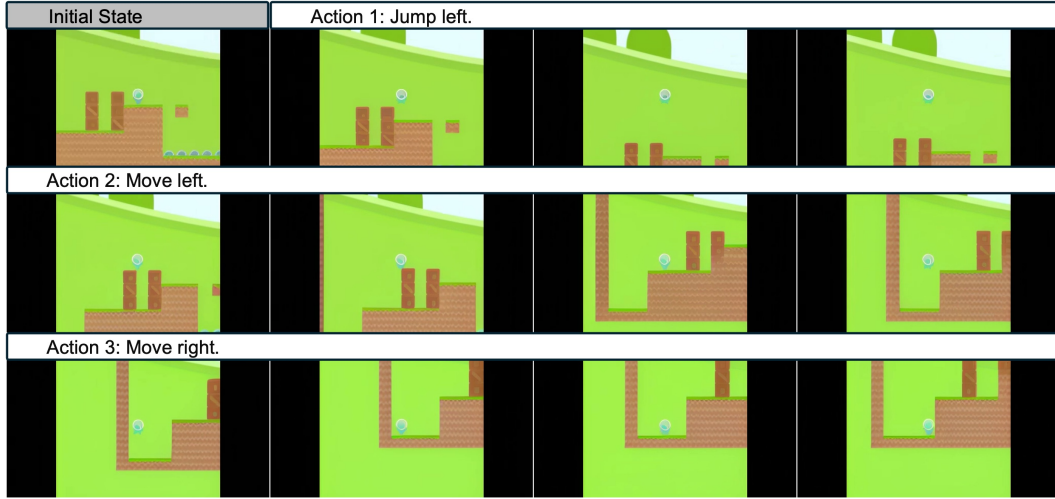 Initial State
Action 1: Jump left.
Action 2: Move left.
Action 3: Move right.